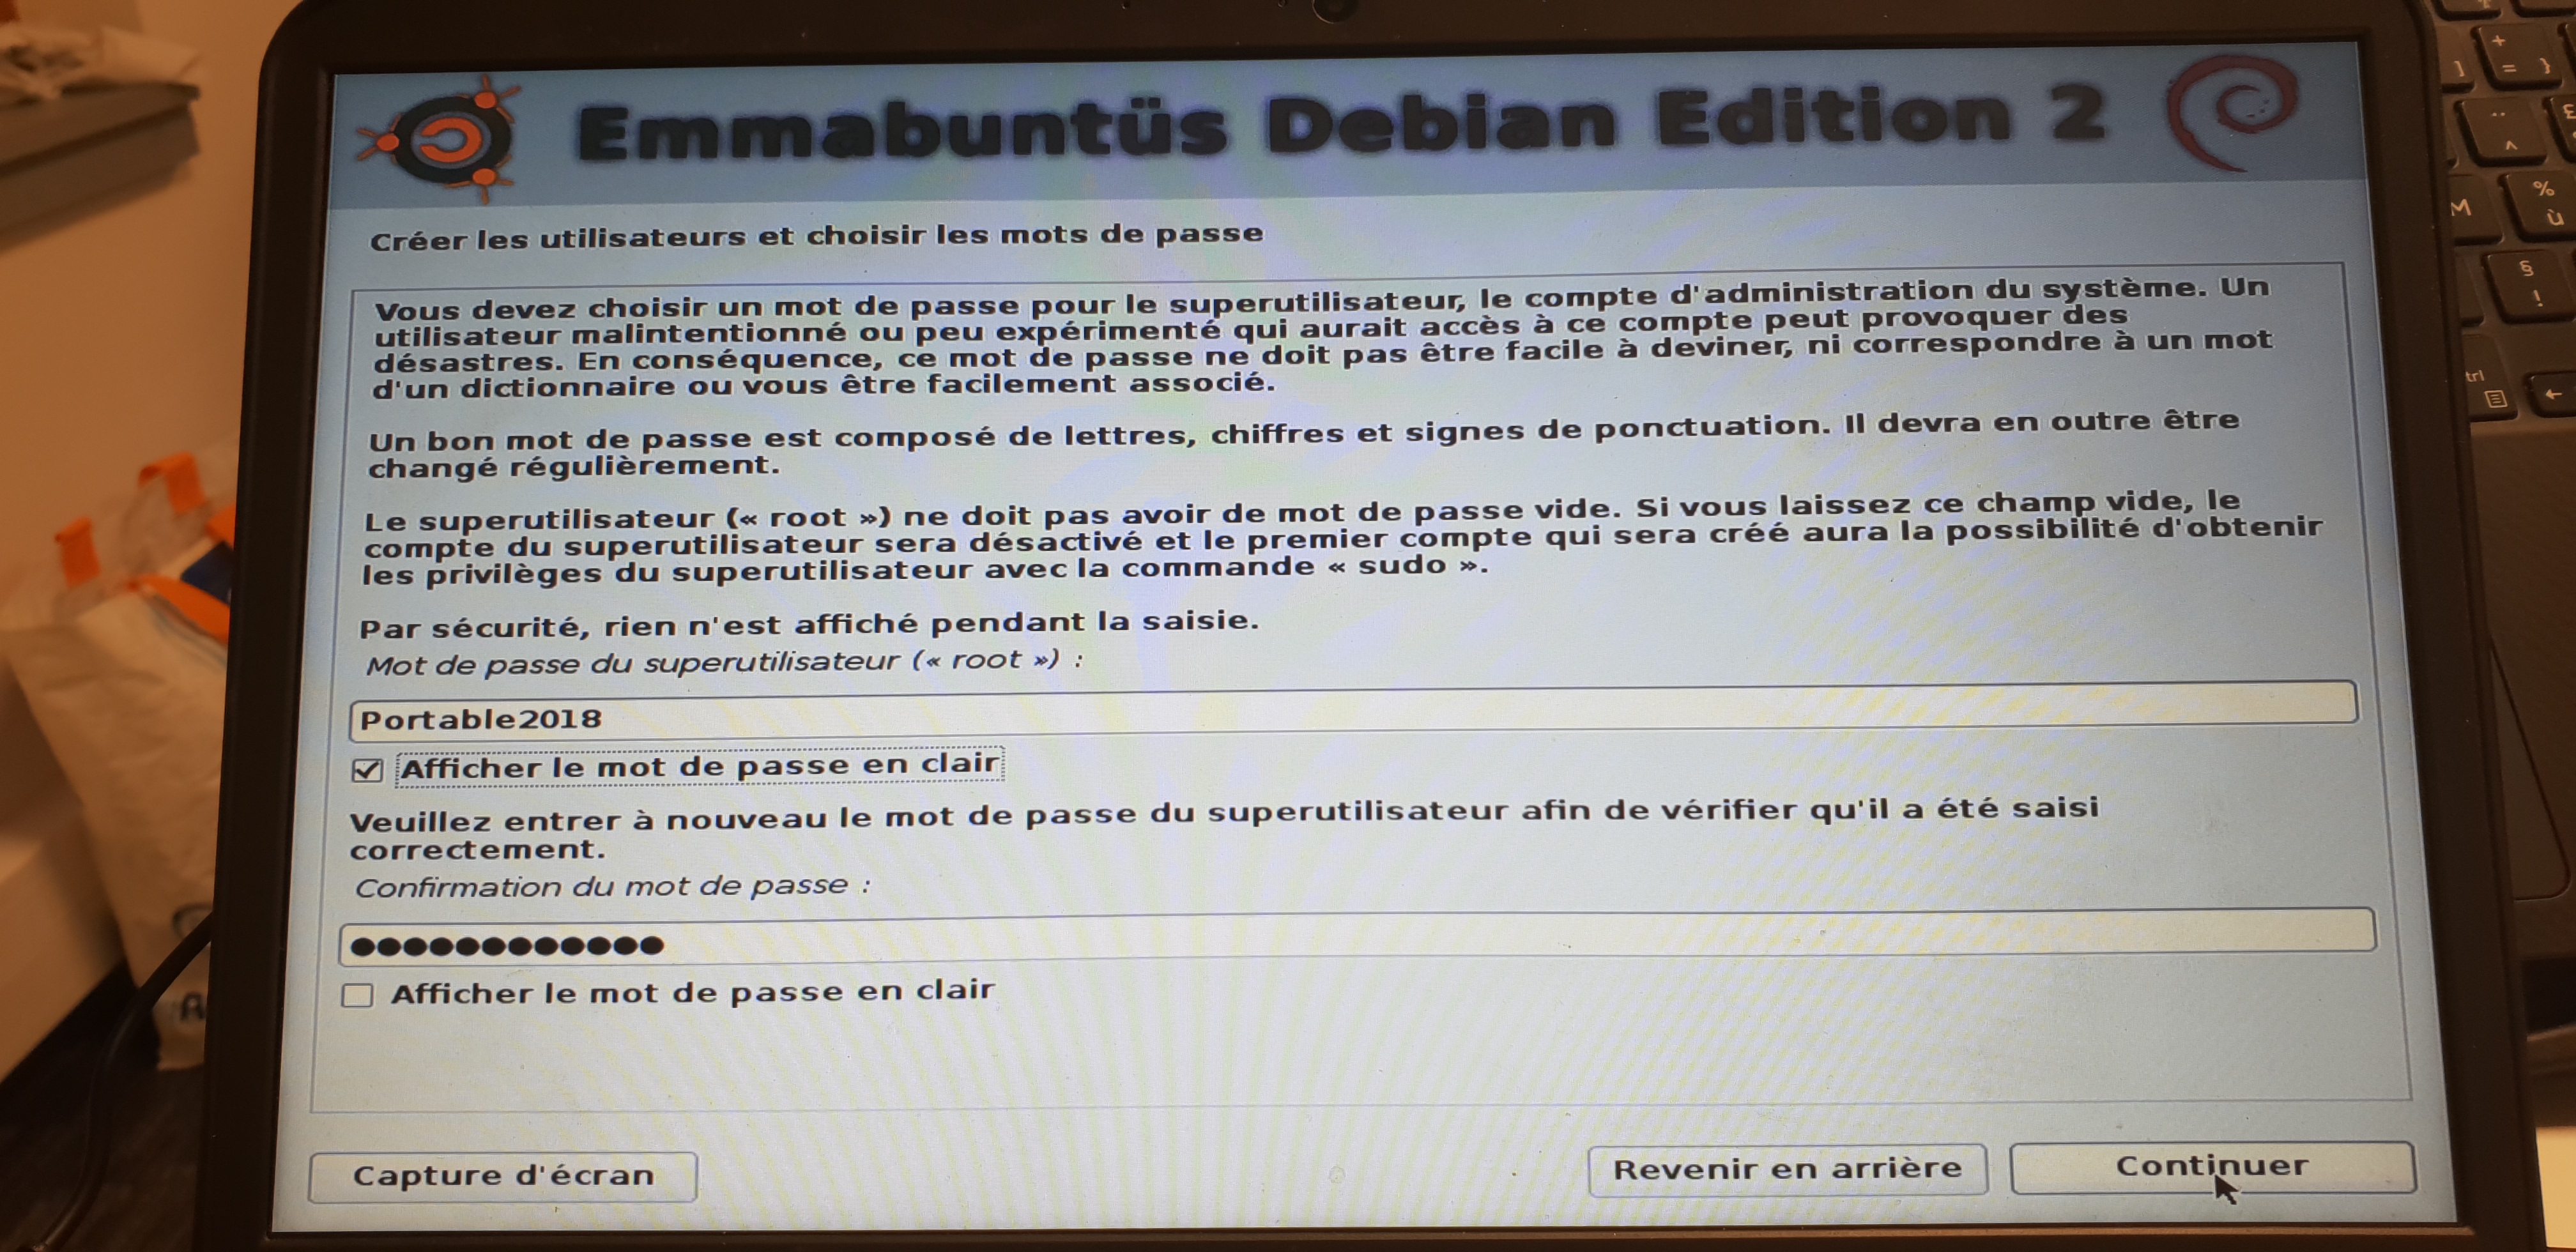 Emmabuntüs Debian Edition 2
Créer les utilisateurs et choisir les mots de passe
Vous devez choisir un mot de passe pour le superutilisateur, le compte d'administration du système. Un
utilisateur malintentionné ou peu expérimenté qui aurait accès à ce compte peut provoquer des
désastres. En conséquence, ce mot de passe ne doit pas être facile à deviner, ni correspondre à un mot
d'un dictionnaire ou vous être facilement associé.
Un bon mot de passe est composé de lettres, chiffres et signes de ponctuation. Il devra en outre être
changé régulièrement.
Le superutilisateur (« root ») ne doit pas avoir de mot de passe vide. Si vous laissez ce champ vide, le
compte du superutilisateur sera désactivé et le premier compte qui sera créé aura la possibilité d'obtenir
les privilèges du superutilisateur avec la commande « sudo ».
Par sécurité, rien n'est affiché pendant la saisie.
Mot de passe du superutilisateur (« root ») :
Portable2018
Afficher le mot de passe en clair
Veuillez entrer à nouveau le mot de passe du superutilisateur afin de vérifier qu'il a été saisi
correctement.
Confirmation du mot de passe :
●●●●●●●●●●●●
Afficher le mot de passe en clair
Capture d'écran
Revenir en arrière
Continuer
+
] = }
¨
^
£
M
%
ù
§
!
trl
←